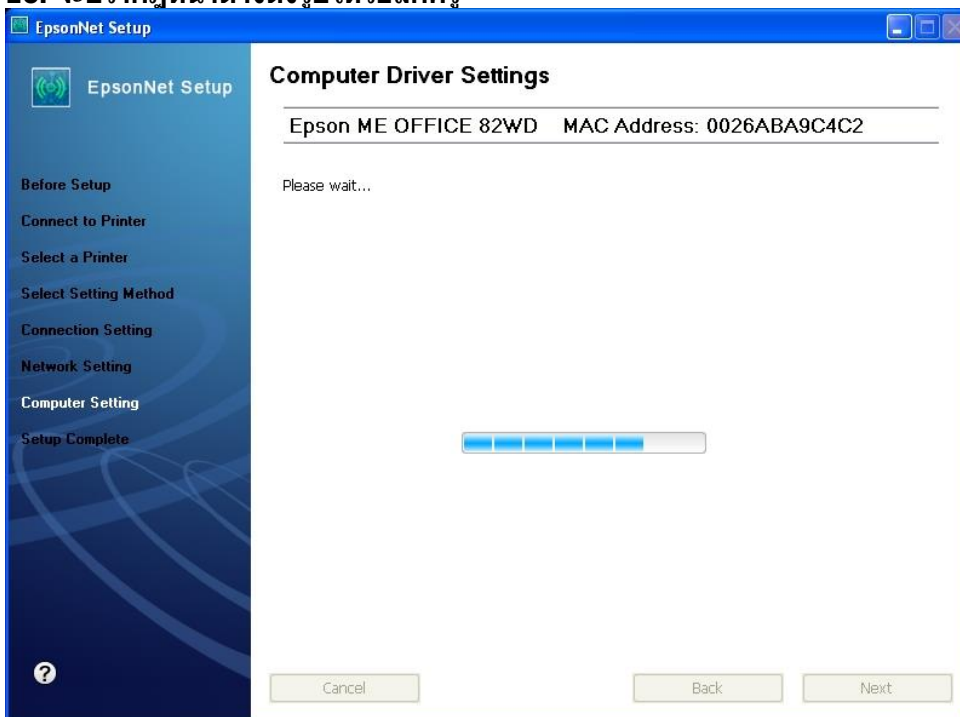 EpsonNet Setup
EpsonNet Setup
Computer Driver Settings
Epson ME OFFICE 82WD MAC Address: 0026ABA9C4C2
Before Setup
Please wait...
Connect to Printer
Select a Printer
Select Setting Method
Connection Setting
Network Setting
Computer Setting
Setup Complete
?
Cancel Back Next